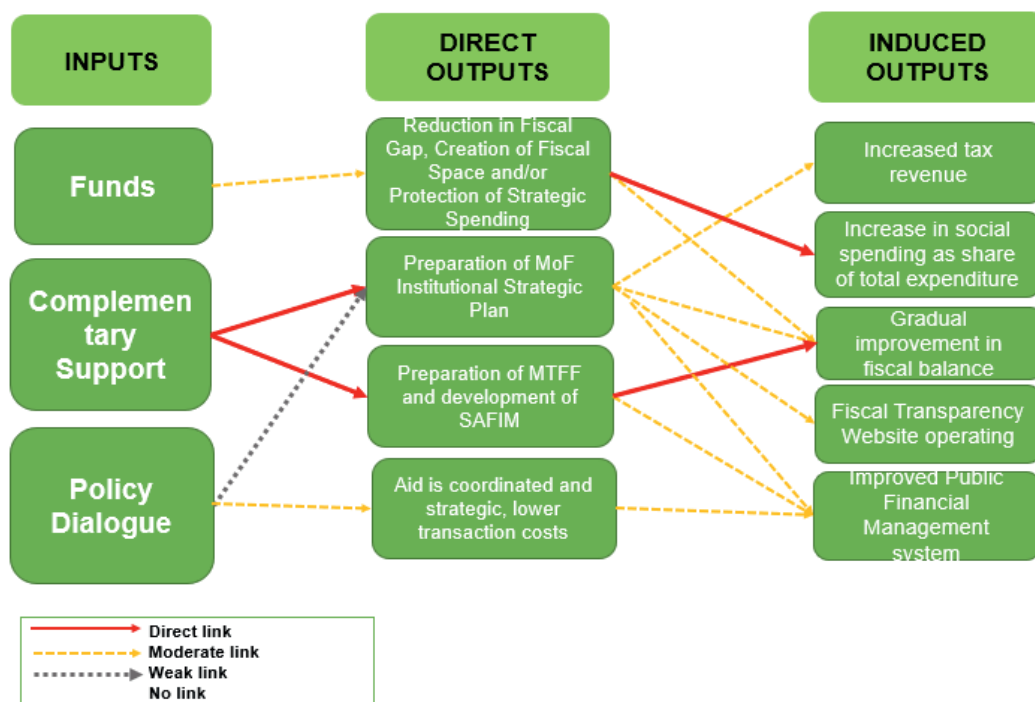 INPUTS
DIRECT
OUTPUTS
INDUCED
OUTPUTS
Funds
Reduction in Fiscal
Gap, Creation of Fiscal
Space and/or
Protection of Strategic
Spending
Increased tax
revenue
Increase in social
spending as share
of total expenditure
Complemen
tary
Support
Preparation of MoF
Institutional Strategic
Plan
Gradual
improvement in
fiscal balance
Preparation of MTFF
and development of
SAFIM
Fiscal Transparency
Website operating
Policy
Dialogue
Aid is coordinated and
strategic, lower
transaction costs
Improved Public
Financial
Management
system
Direct link
Moderate link
Weak link
No link